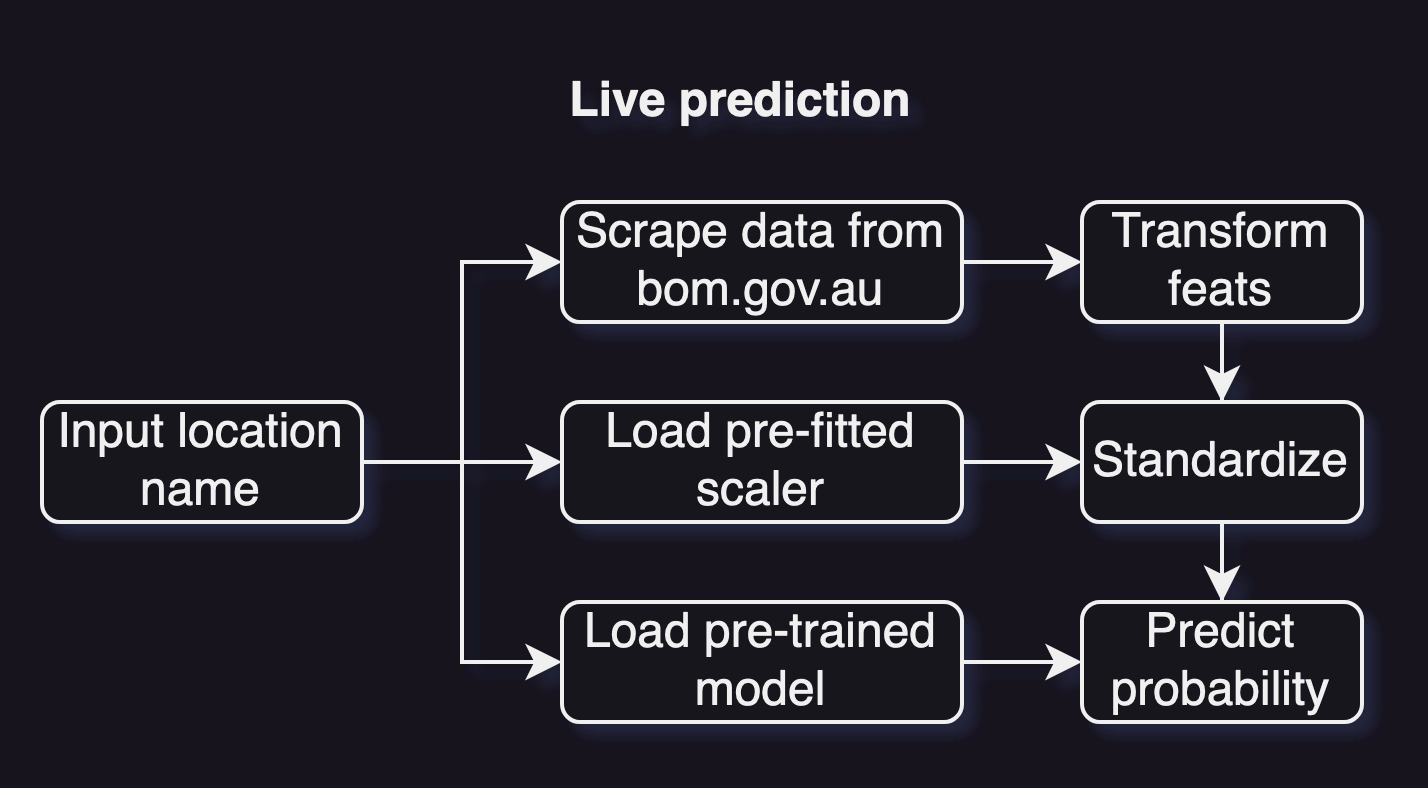 Live prediction
Scrape data from
bom.gov.au
Transform
feats
Input location
name
Load pre-fitted
scaler
Standardize
Load pre-trained
model
Predict
probability